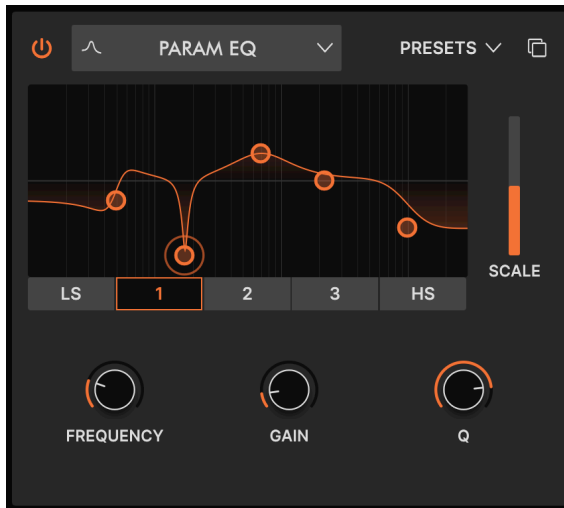 PARAM EQ
PRESETS
SCALE
LS 1 2 3 HS
FREQUENCY GAIN Q